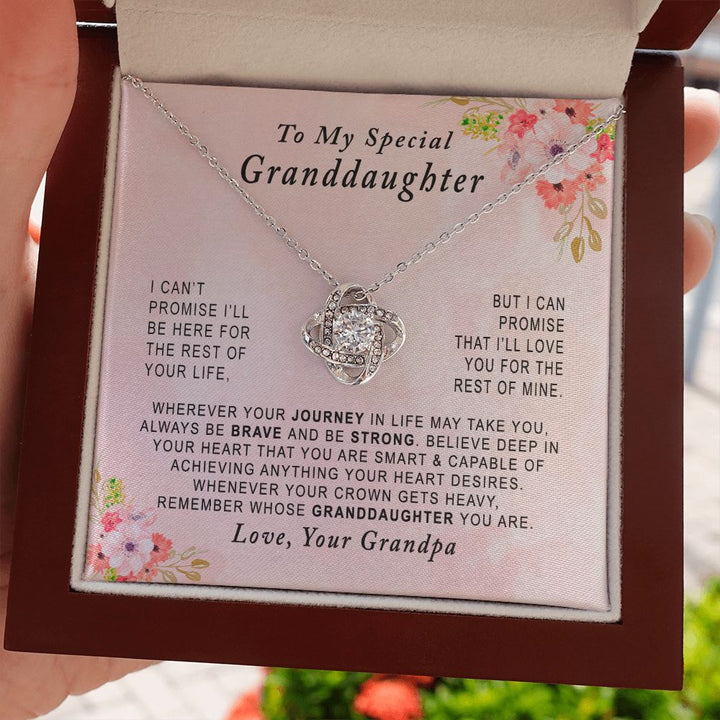 To My Special
Granddaughter
I CAN'T
PROMISE I'LL
BE HERE FOR
THE REST OF
YOUR LIFE,
BUT I CAN
PROMISE
THAT I'LL LOVE
YOU FOR THE
REST OF MINE.
WHEREVER YOUR JOURNEY IN LIFE MAY TAKE YOU,
ALWAYS BE BRAVE AND BE STRONG. BELIEVE DEEP IN
YOUR HEART THAT YOU ARE SMART & CAPABLE OF
ACHIEVING ANYTHING YOUR HEART DESIRES.
WHENEVER YOUR CROWN GETS HEAVY,
REMEMBER WHOSE GRANDDAUGHTER YOU ARE.
Love, Your Grandpa